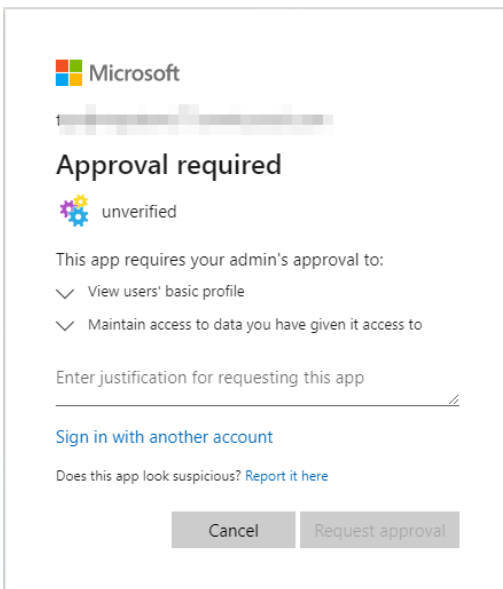 Microsoft
Approval required
unverified
This app requires your admin's approval to:
View users' basic profile
Maintain access to data you have given it access to
Enter justification for requesting this app
Sign in with another account
Does this app look suspicious? Report it here
Cancel
Request approval